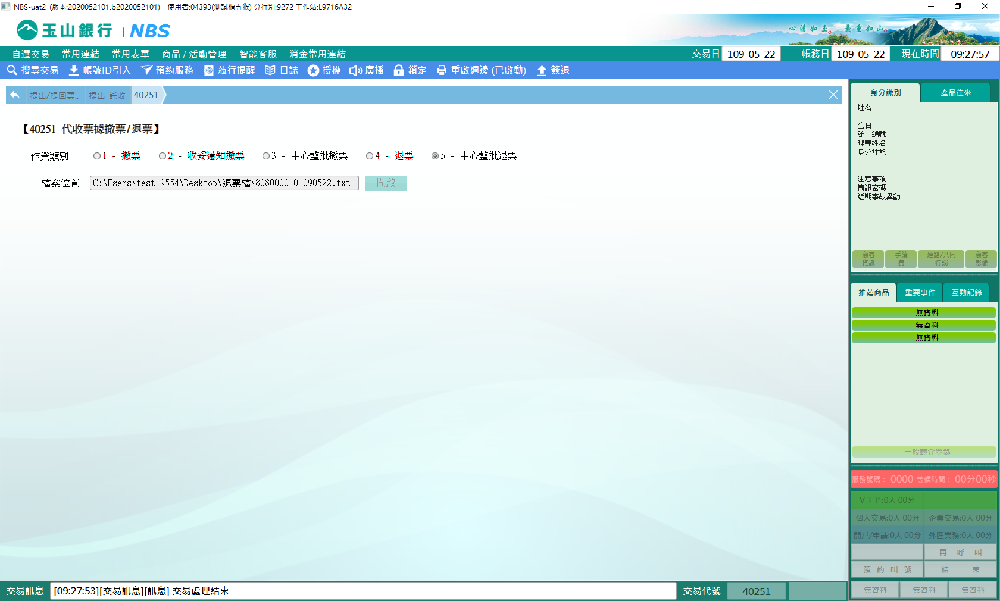 NBS-uat2 (版本:2020052101.b2020052101) 使用者:04393(測試櫃五猴) 分行別:9272 工作站:L9716A32
玉山銀行 | NBS
心清如玉。義重如山。
自選交易 常用連結 常用表單 商品 / 活動管理 智能客服 消金常用連結 交易日 109-05-22 帳務日 109-05-22 現在時間 09:27:57
搜尋交易 帳號ID引入 預約服務 蒞行提醒 日誌 授權 廣播 鎖定 重啟週邊 (已啟動) 簽退
提出/提回票.. 提出-託收 40251
【40251 代收票據撤票/退票】
作業類別 1 - 撤票 2 - 收妥通知撤票 3 - 中心整批撤票 4 - 退票 5 - 中心整批退票
檔案位置 C:\Users\test19554\Desktop\退票檔\8080000_01090522.txt 開啟
身分識別 產品往來
姓名
生日
統一編號
理專姓名
身分註記
注意事項
簡訊密碼
近期事故異動
顧客資訊 手續費 通路/共同行銷 顧客影像
推薦商品 重要事件 互動記錄
無資料
無資料
無資料
一般轉介登錄
服務號碼： 0000 等候時間： 00分00秒
ＶＩＰ:0人 00分
個人交易:0人 00分 企業交易:0人 00分
開戶/申請:0人 00分 外匯業務:0人 00分
再 呼 叫
預 約 叫 號 結 束
無資料 無資料 無資料
交易訊息 [09:27:53][交易訊息][訊息] 交易處理結束 交易代號 40251